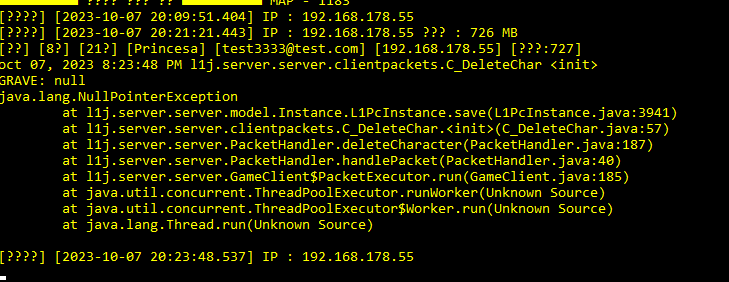 MAP - 1185
[????] [2023-10-07 20:09:51.404] IP : 192.168.178.55
[????] [2023-10-07 20:21:21.443] IP : 192.168.178.55 ??? : 726 MB
[??] [8?] [21?] [Princesa] [test3333@test.com] [192.168.178.55] [???:727]
oct 07, 2023 8:23:48 PM l1j.server.server.clientpackets.C_DeleteChar <init>
GRAVE: null
java.lang.NullPointerException
at l1j.server.server.model.Instance.L1PcInstance.save(L1PcInstance.java:3941)
at l1j.server.server.clientpackets.C_DeleteChar.<init>(C_DeleteChar.java:57)
at l1j.server.server.PacketHandler.deleteCharacter(PacketHandler.java:187)
at l1j.server.server.PacketHandler.handlePacket(PacketHandler.java:40)
at l1j.server.server.GameClient$PacketExecutor.run(GameClient.java:185)
at java.util.concurrent.ThreadPoolExecutor.runWorker(Unknown Source)
at java.util.concurrent.ThreadPoolExecutor$Worker.run(Unknown Source)
at java.lang.Thread.run(Unknown Source)
[????] [2023-10-07 20:23:48.537] IP : 192.168.178.55